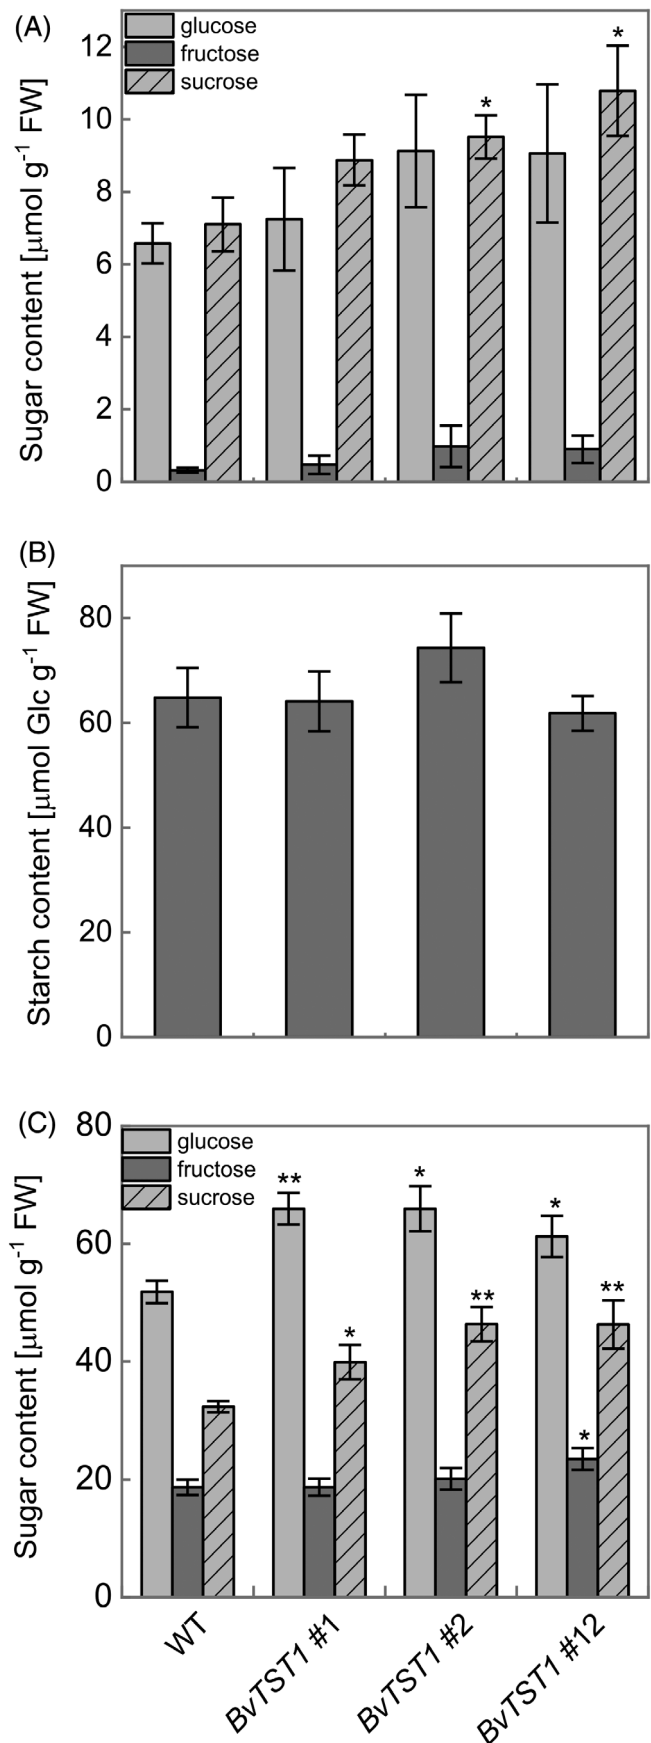 (A)
glucose
fructose
sucrose
Sugar content [μmol g-1 FW]
12
10
8
6
4
2
0
*
*
(B)
Starch content [μmol Glc g-1 FW]
80
60
40
20
0
(C)
glucose
fructose
sucrose
Sugar content [μmol g-1 FW]
80
60
40
20
0
**
*
*
**
*
*
**
WT
BvTST1 #1
BvTST1 #2
BvTST1 #12